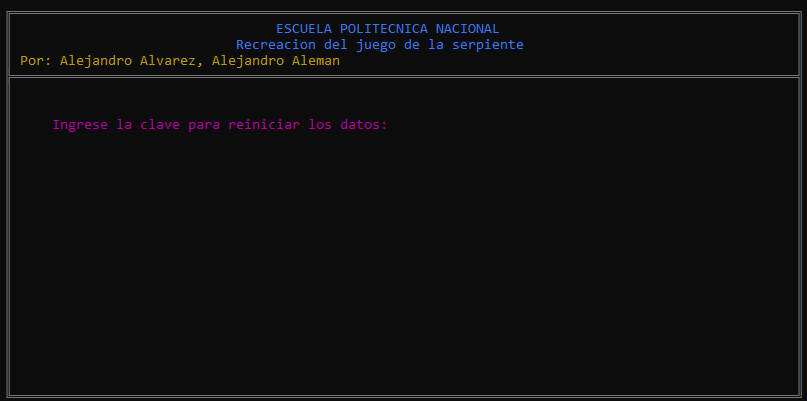 ESCUELA POLITECNICA NACIONAL
Recreacion del juego de la serpiente
Por: Alejandro Alvarez, Alejandro Aleman
Ingrese la clave para reiniciar los datos: